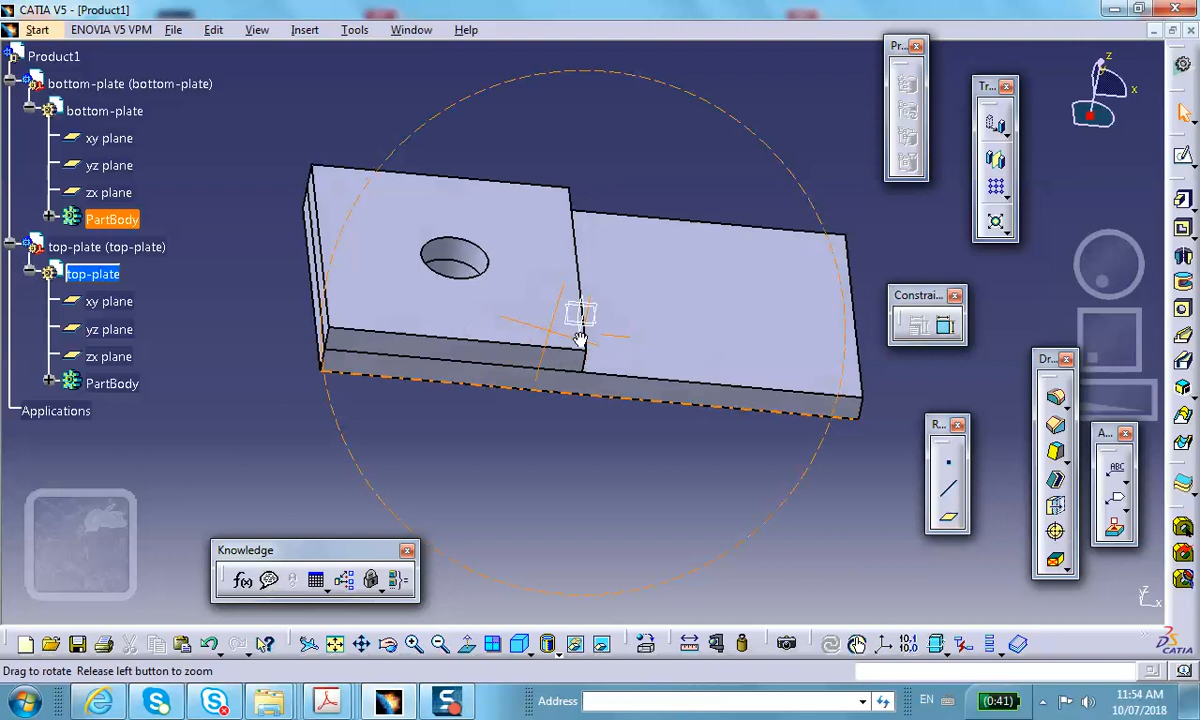 CATIA V5 - [Product1]
Start ENOVIA V5 VPM File Edit View Insert Tools Window Help
Product1
bottom-plate (bottom-plate)
bottom-plate
xy plane
yz plane
zx plane
PartBody
top-plate (top-plate)
top-plate
xy plane
yz plane
zx plane
PartBody
Applications
Pr...
Tr...
z
x
Constrai...
Dr...
R...
A...
ABC
Knowledge
f(x)
10,1
CATIA
Drag to rotate Release left button to zoom
Address
EN
(0:41)
11:54 AM
10/07/2018